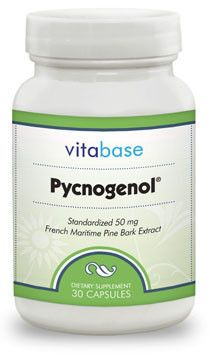 vitabase
Pycnogenol®
Standardized 50 mg
French Maritime Pine Bark Extract
DIETARY SUPPLEMENT
30 CAPSULES